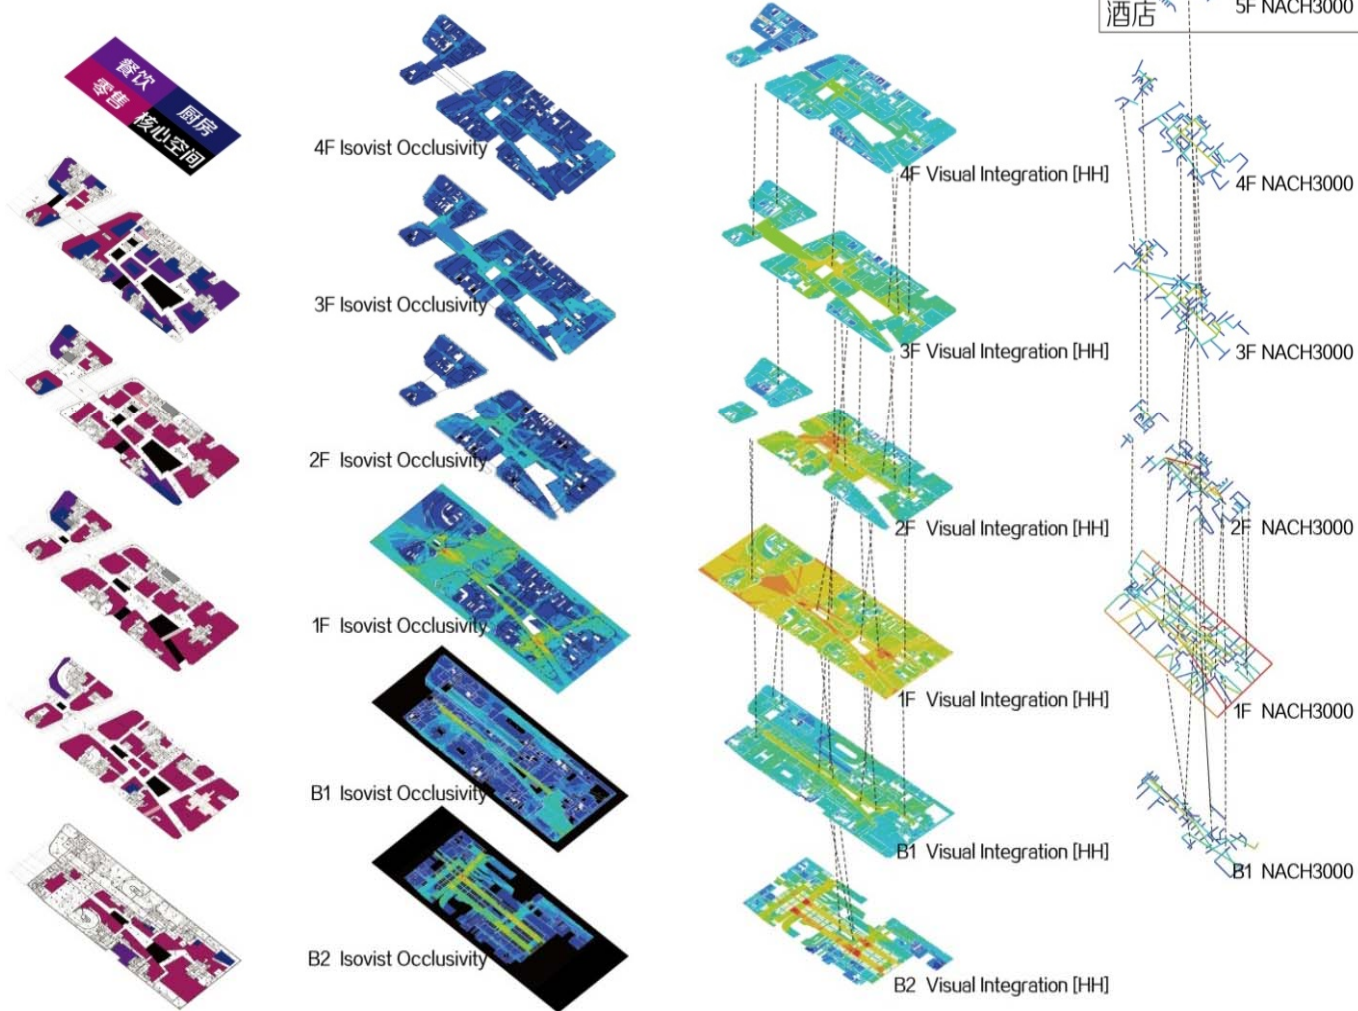 酒店
5F NACH3000
餐饮
零售
厨房
核心空间
4F Isovist Occlusivity
4F Visual Integration [HH]
4F NACH3000
3F Isovist Occlusivity
3F Visual Integration [HH]
3F NACH3000
2F Isovist Occlusivity
2F Visual Integration [HH]
2F NACH3000
1F Isovist Occlusivity
1F Visual Integration [HH]
1F NACH3000
B1 Isovist Occlusivity
B1 Visual Integration [HH]
B1 NACH3000
B2 Isovist Occlusivity
B2 Visual Integration [HH]